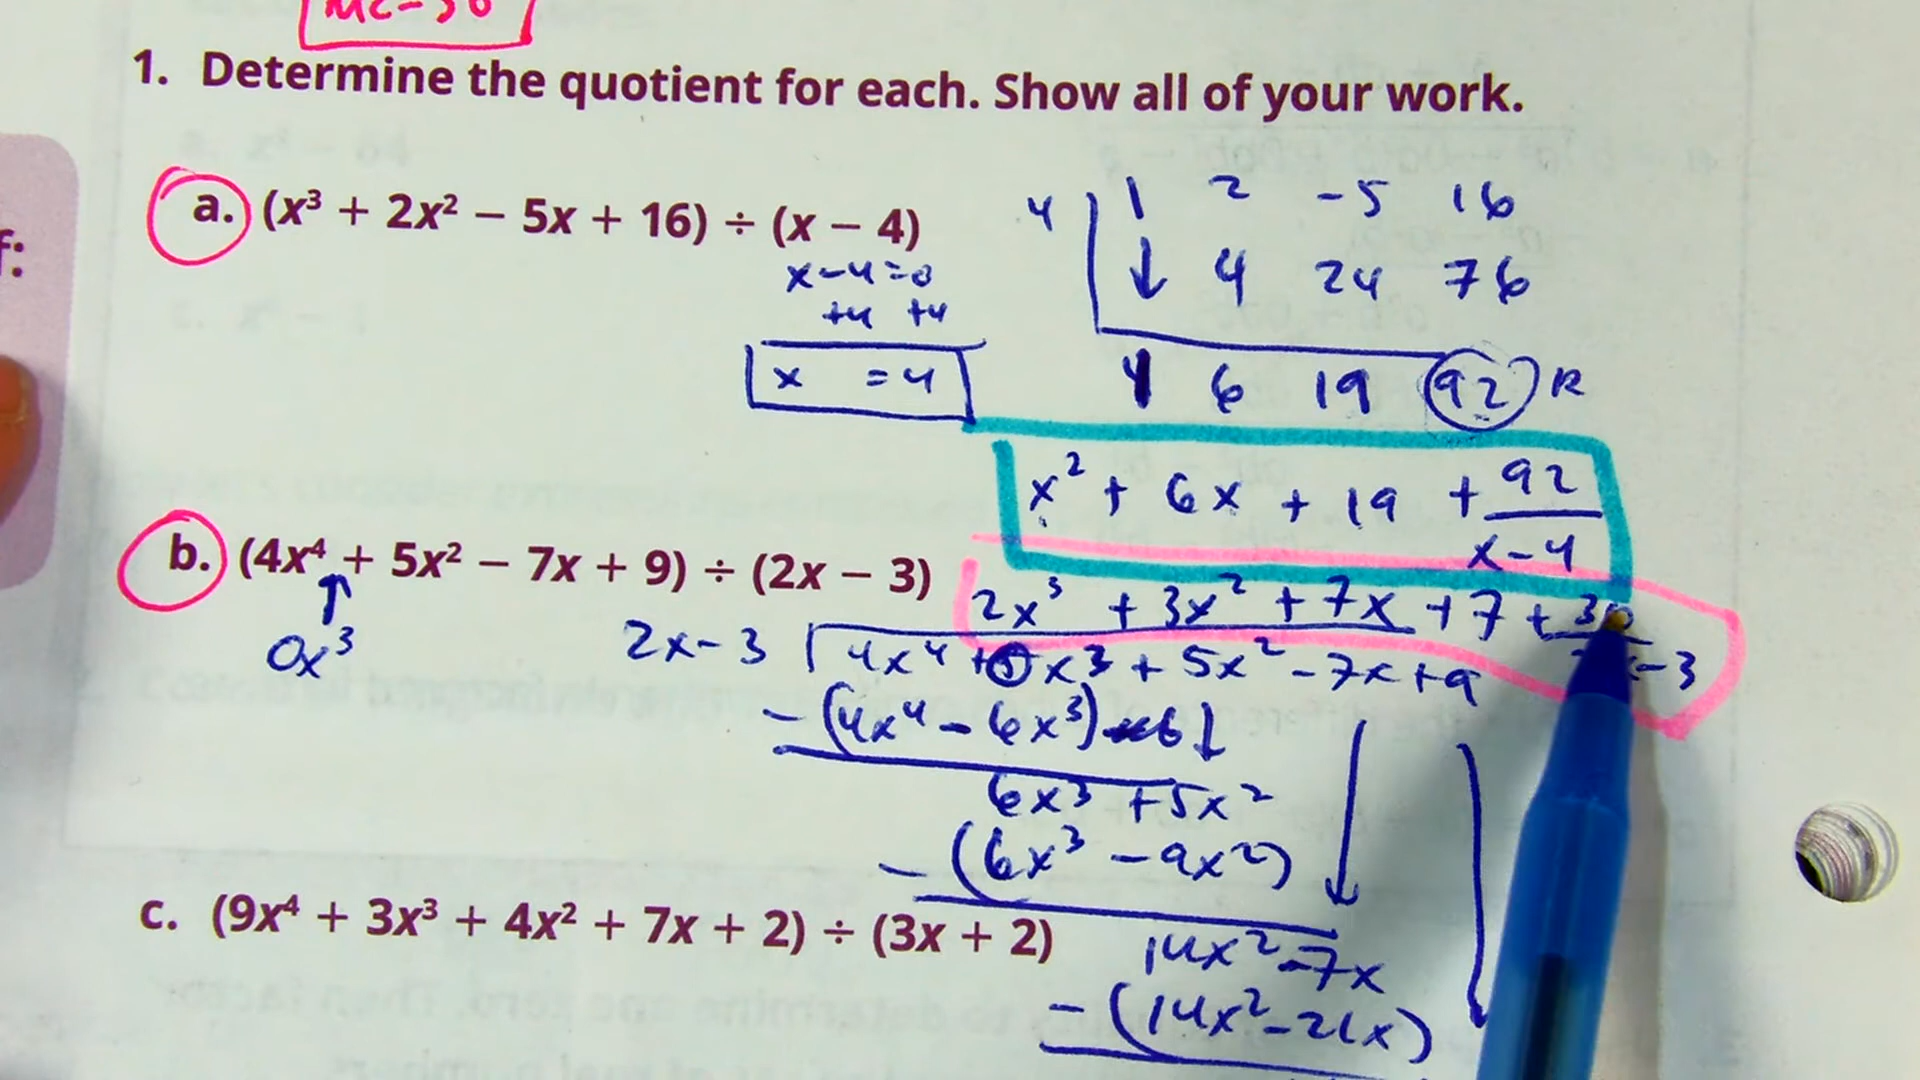 MC-30
1. Determine the quotient for each. Show all of your work.
f:
a. (x³ + 2x² − 5x + 16) ÷ (x − 4)
x-4=0
+4 +4
x = 4
4 1 2 -5 16
↓ 4 24 76
1 6 19 92 R
x² + 6x + 19 + 92
x-4
b. (4x⁴ + 5x² − 7x + 9) ÷ (2x − 3)
0x³
2x³ + 3x² + 7x + 7 +
2x-3 4x⁴ + 0x³ + 5x² - 7x + 9
-3
- (4x⁴ - 6x³)
6x³ + 5x²
- (6x³ - 9x²)
14x² - 7x
- (14x² - 21x)
c. (9x⁴ + 3x³ + 4x² + 7x + 2) ÷ (3x + 2)